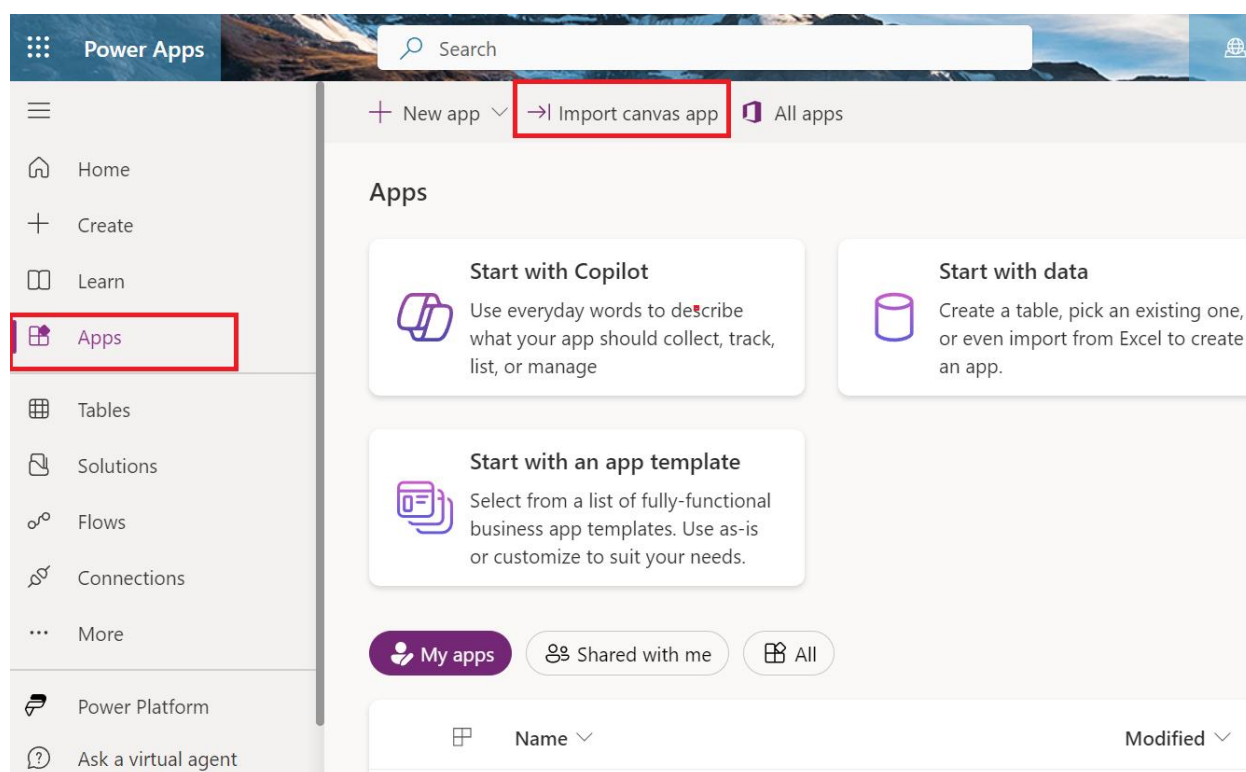 Power Apps
Search
New app
Import canvas app
All apps
Home
Create
Learn
Apps
Tables
Solutions
Flows
Connections
More
Power Platform
Ask a virtual agent
Apps
Start with Copilot
Use everyday words to describe
what your app should collect, track,
list, or manage
Start with data
Create a table, pick an existing one,
or even import from Excel to create
an app.
Start with an app template
Select from a list of fully-functional
business app templates. Use as-is
or customize to suit your needs.
My apps
Shared with me
All
Name
Modified